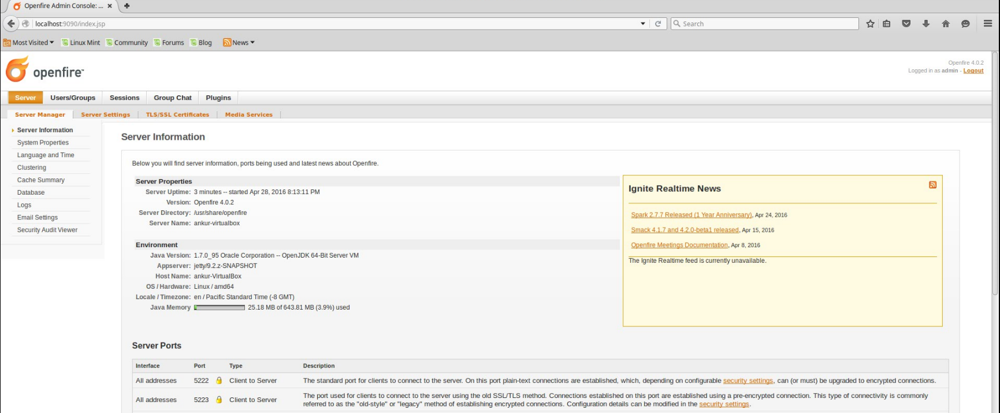 Openfire Admin Console: ...
localhost:9090/index.jsp
Search
Most Visited Linux Mint Community Forums Blog News
openfire™
Openfire 4.0.2
Logged in as admin - Logout
Server Users/Groups Sessions Group Chat Plugins
Server Manager Server Settings TLS/SSL Certificates Media Services
Server Information
System Properties
Language and Time
Clustering
Cache Summary
Database
Logs
Email Settings
Security Audit Viewer
Server Information
Below you will find server information, ports being used and latest news about Openfire.
Server Properties
Server Uptime: 3 minutes -- started Apr 28, 2016 8:13:11 PM
Version: Openfire 4.0.2
Server Directory: /usr/share/openfire
Server Name: ankur-virtualbox
Environment
Java Version: 1.7.0_95 Oracle Corporation -- OpenJDK 64-Bit Server VM
Appserver: jetty/9.2.z-SNAPSHOT
Host Name: ankur-VirtualBox
OS / Hardware: Linux / amd64
Locale / Timezone: en / Pacific Standard Time (-8 GMT)
Java Memory 25.18 MB of 643.81 MB (3.9%) used
Ignite Realtime News
Spark 2.7.7 Released (1 Year Anniversary), Apr 24, 2016
Smack 4.1.7 and 4.2.0-beta1 released, Apr 15, 2016
Openfire Meetings Documentation, Apr 8, 2016
The Ignite Realtime feed is currently unavailable.
Server Ports
Interface Port Type Description
All addresses 5222 Client to Server The standard port for clients to connect to the server. On this port plain-text connections are established, which, depending on configurable security settings, can (or must) be upgraded to encrypted connections.
All addresses 5223 Client to Server The port used for clients to connect to the server using the old SSL/TLS method. Connections established on this port are established using a pre-encrypted connection. This type of connectivity is commonly
referred to as the "old-style" or "legacy" method of establishing encrypted connections. Configuration details can be modified in the security settings.